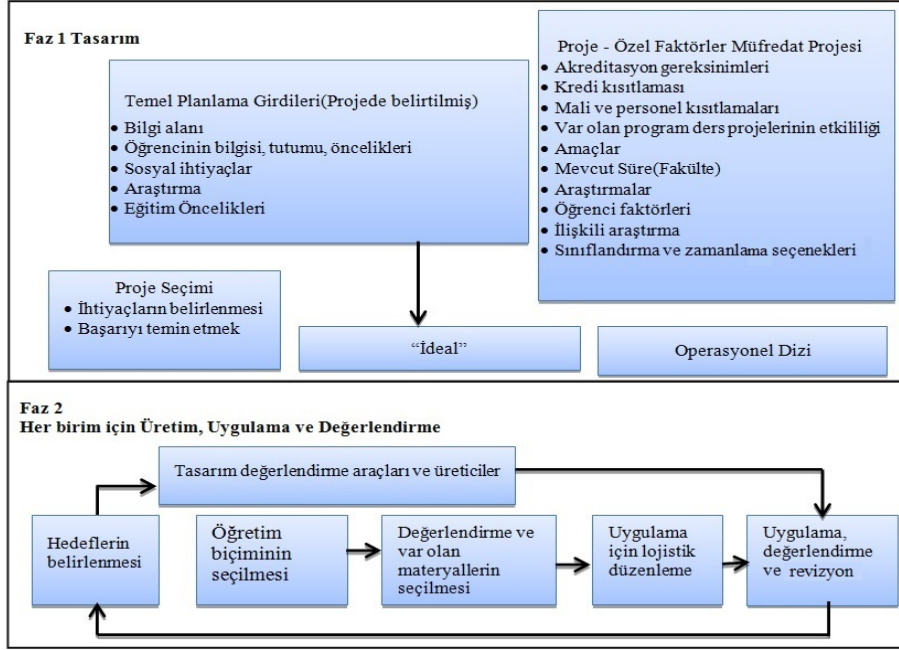 Faz 1 Tasarım
Temel Planlama Girdileri(Projede belirtilmiş)
• Bilgi alanı
• Öğrencinin bilgisi, tutumu, öncelikleri
• Sosyal ihtiyaçlar
• Araştırma
• Eğitim Öncelikleri
Proje - Özel Faktörler Müfredat Projesi
• Akreditasyon gereksinimleri
• Kredi kısıtlaması
• Mali ve personel kısıtlamaları
• Var olan program ders projelerinin etkililiği
• Amaçlar
• Mevcut Süre(Fakülte)
• Araştırmalar
• Öğrenci faktörleri
• İlişkili araştırma
• Sınıflandırma ve zamanlama seçenekleri
Proje Seçimi
• İhtiyaçların belirlenmesi
• Başarıyı temin etmek
“İdeal”
Operasyonel Dizi
Faz 2
Her birim için Üretim, Uygulama ve Değerlendirme
Tasarım değerlendirme araçları ve üreticiler
Hedeflerin
belirlenmesi
Öğretim
biçiminin
seçilmesi
Değerlendirme ve
var olan
materyallerin
seçilmesi
Uygulama
için lojistik
düzenleme
Uygulama,
değerlendirme
ve revizyon